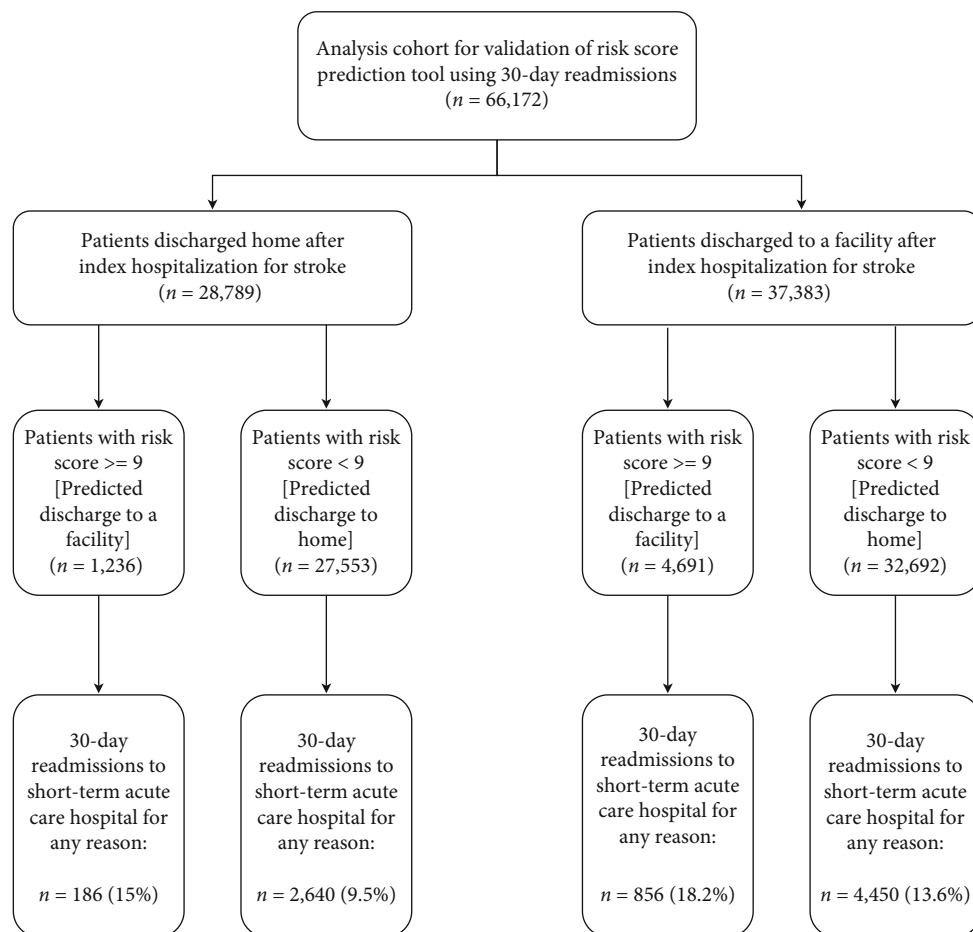 Analysis cohort for validation of risk score
prediction tool using 30-day readmissions
(n = 66,172)
Patients discharged home after
index hospitalization for stroke
(n = 28,789)
Patients discharged to a facility after
index hospitalization for stroke
(n = 37,383)
Patients with risk
score >= 9
[Predicted
discharge to a
facility]
(n = 1,236)
Patients with risk
score < 9
[Predicted
discharge to
home]
(n = 27,553)
Patients with risk
score >= 9
[Predicted
discharge to a
facility]
(n = 4,691)
Patients with risk
score < 9
[Predicted
discharge to
home]
(n = 32,692)
30-day
readmissions to
short-term acute
care hospital for
any reason:
n = 186 (15%)
30-day
readmissions to
short-term acute
care hospital for
any reason:
n = 2,640 (9.5%)
30-day
readmissions to
short-term acute
care hospital for
any reason:
n = 856 (18.2%)
30-day
readmissions to
short-term acute
care hospital for
any reason:
n = 4,450 (13.6%)